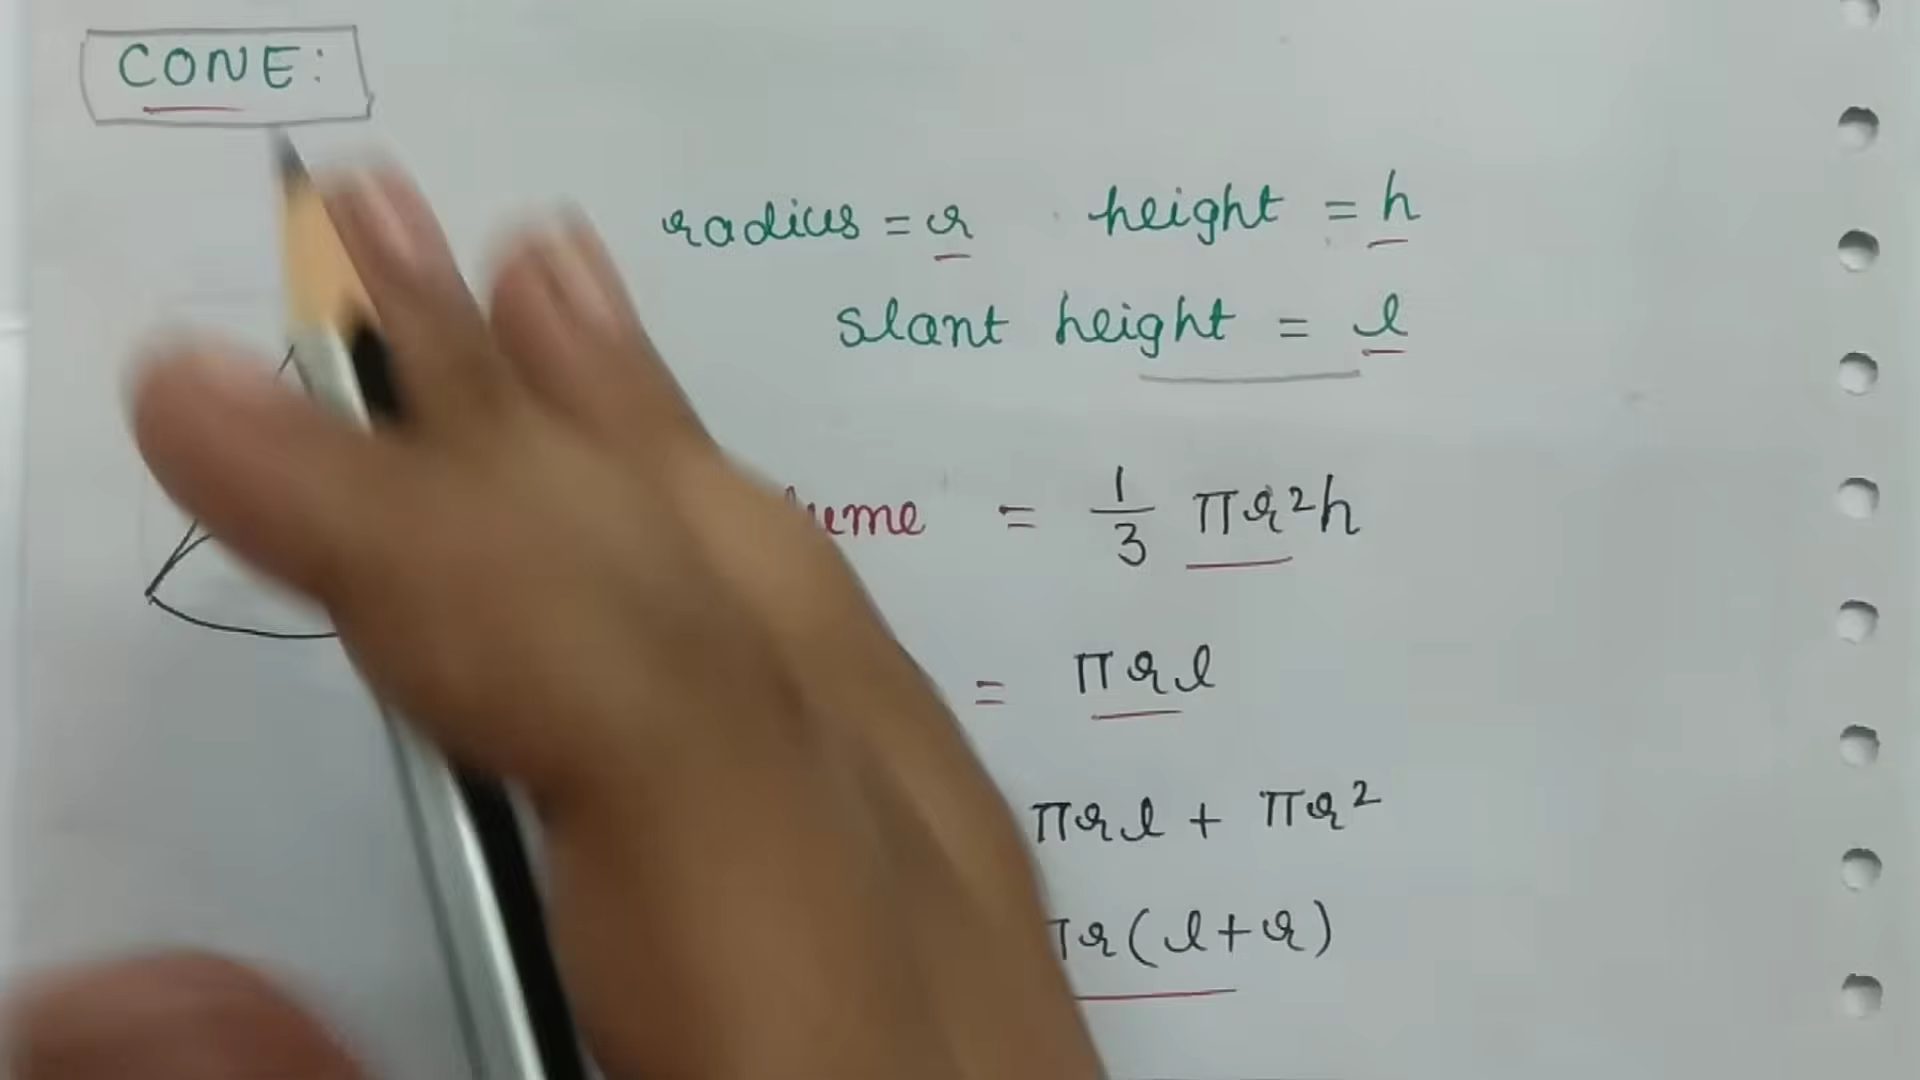 CONE:
radius = r height = h
slant height = l
= 1/3 πr²h
= πrl
πrl + πr²
r(l+r)